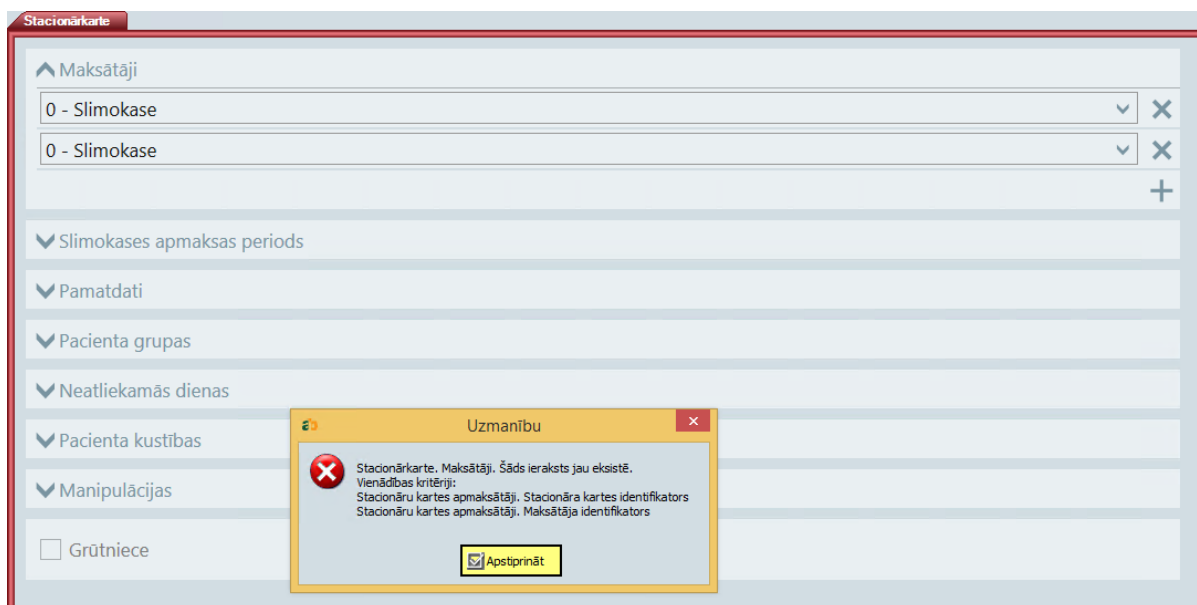 Stacionārkarte
Maksātāji
0 - Slimokase
0 - Slimokase
Slimokases apmaksas periods
Pamatdati
Pacienta grupas
Neatliekamās dienas
Pacienta kustības
Manipulācijas
Grūtniece
Uzmanību
Stacionārkarte. Maksātāji. Šāds ieraksts jau eksistē.
Vienādības kritēriji:
Stacionāru kartes apmaksātāji. Stacionāra kartes identifikators
Stacionāru kartes apmaksātāji. Maksātāja identifikators
Apstiprināt